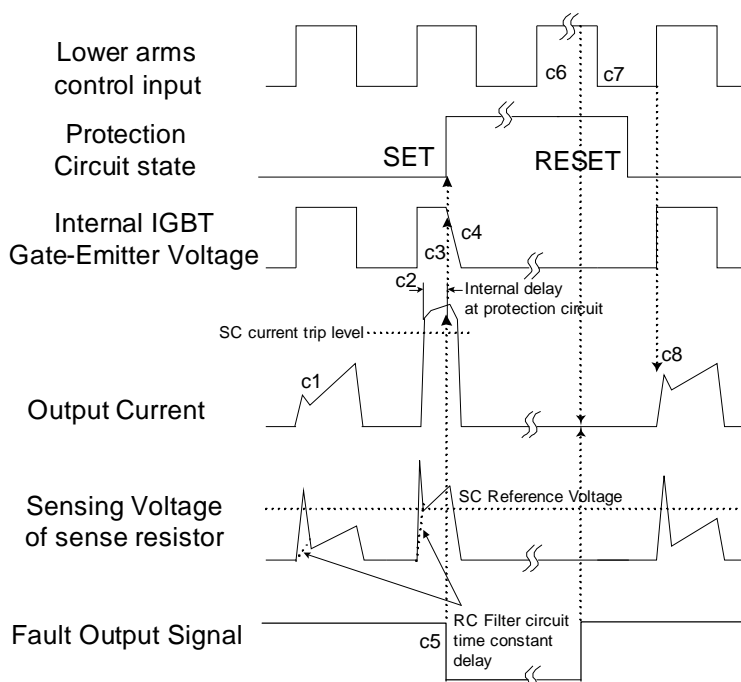 Lower arms
control input
c6
c7
Protection
Circuit state
SET
RESET
Internal IGBT
Gate-Emitter Voltage
c3
c4
c2
Internal delay
at protection circuit
SC current trip level
c1
c8
Output Current
SC Reference Voltage
Sensing Voltage
of sense resistor
Fault Output Signal
c5
RC Filter circuit
time constant
delay